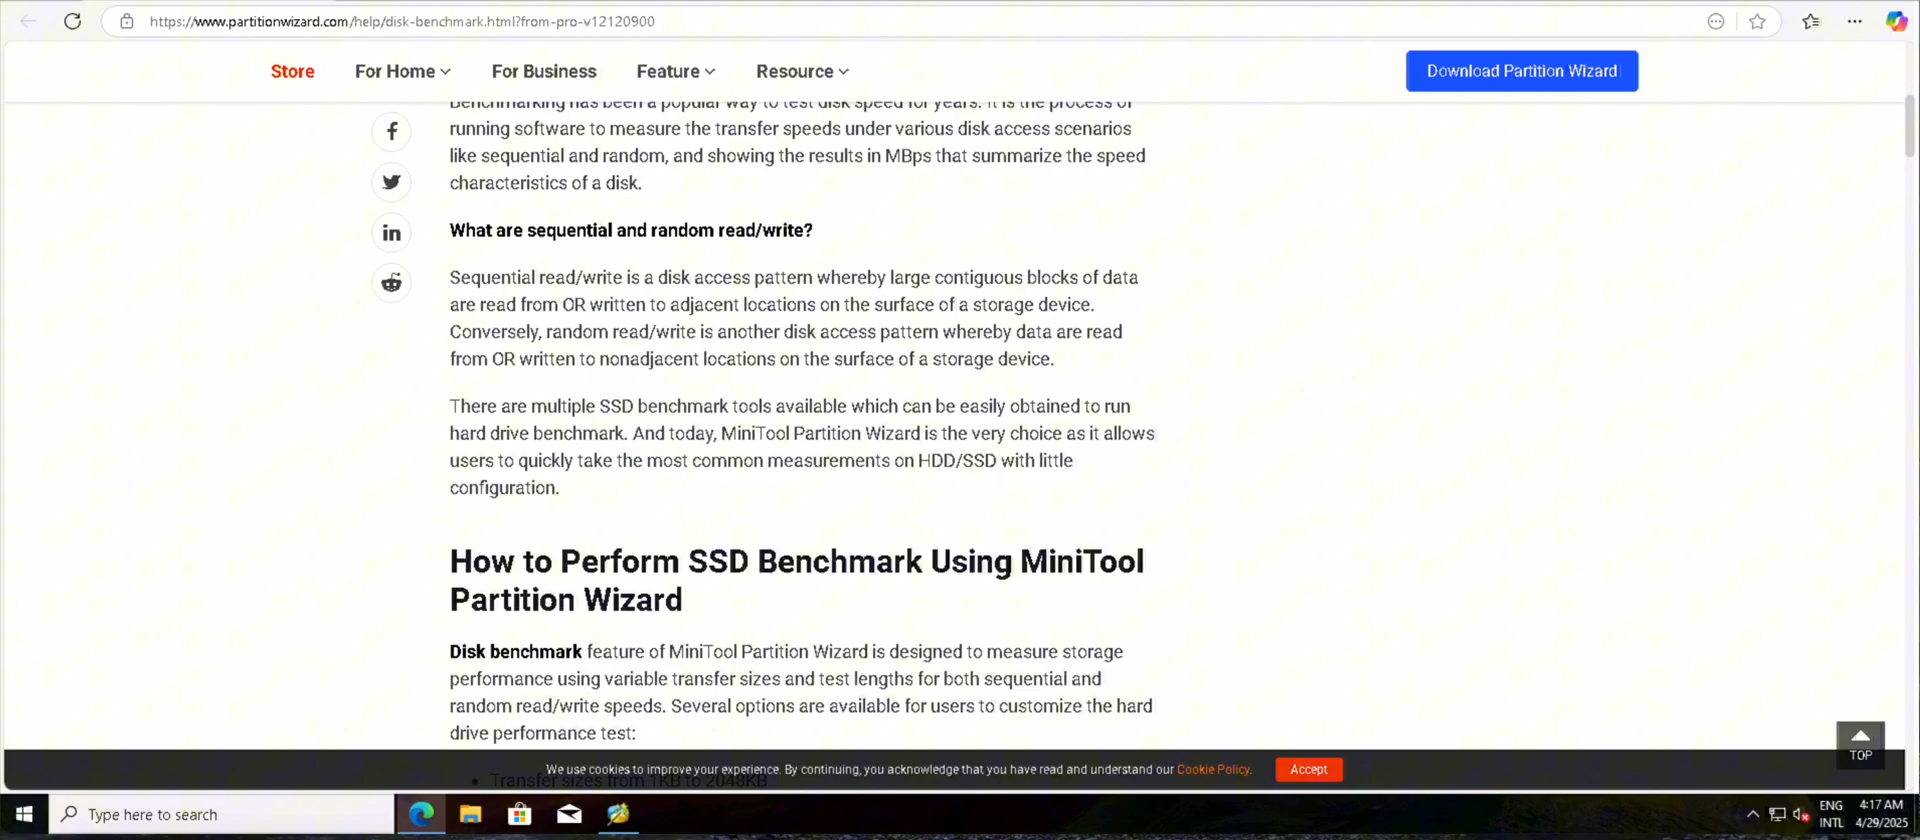 https://www.partitionwizard.com/help/disk-benchmark.html?from-pro-v12120900
Store For Home For Business Feature Resource Download Partition Wizard
Benchmarking has been a popular way to test disk speed for years. It is the process of
running software to measure the transfer speeds under various disk access scenarios
like sequential and random, and showing the results in MBps that summarize the speed
characteristics of a disk.
What are sequential and random read/write?
Sequential read/write is a disk access pattern whereby large contiguous blocks of data
are read from OR written to adjacent locations on the surface of a storage device.
Conversely, random read/write is another disk access pattern whereby data are read
from OR written to nonadjacent locations on the surface of a storage device.
There are multiple SSD benchmark tools available which can be easily obtained to run
hard drive benchmark. And today, MiniTool Partition Wizard is the very choice as it allows
users to quickly take the most common measurements on HDD/SSD with little
configuration.
How to Perform SSD Benchmark Using MiniTool
Partition Wizard
Disk benchmark feature of MiniTool Partition Wizard is designed to measure storage
performance using variable transfer sizes and test lengths for both sequential and
random read/write speeds. Several options are available for users to customize the hard
drive performance test:
TOP
Transfer sizes from 1KB to 2048KB
We use cookies to improve your experience. By continuing, you acknowledge that you have read and understand our Cookie Policy. Accept
Type here to search
ENG
INTL
4:17 AM
4/29/2025